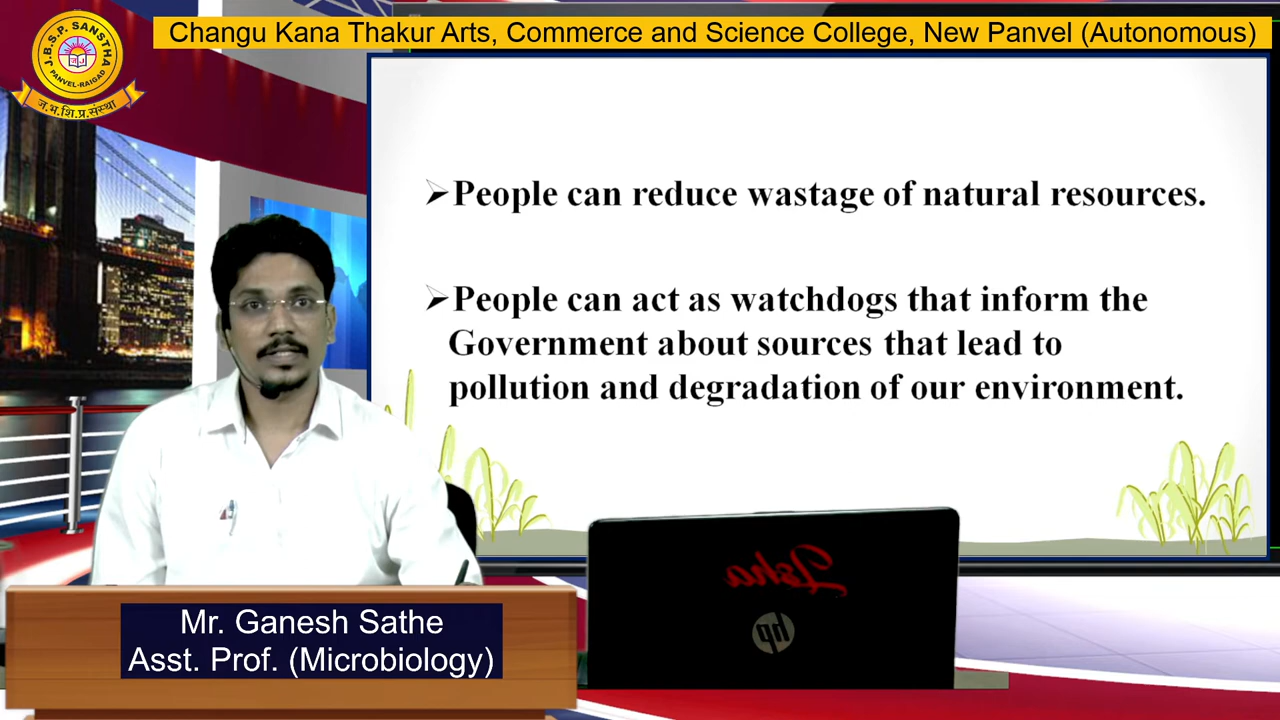 Changu Kana Thakur Arts, Commerce and Science College, New Panvel (Autonomous)
J.B.S.P. SANSTHA
PANVEL-RAIGAD
ज.भ.शि.प्र.संस्था
➢People can reduce wastage of natural resources.
➢People can act as watchdogs that inform the
Government about sources that lead to
pollution and degradation of our environment.
Isha
hp
Mr. Ganesh Sathe
Asst. Prof. (Microbiology)